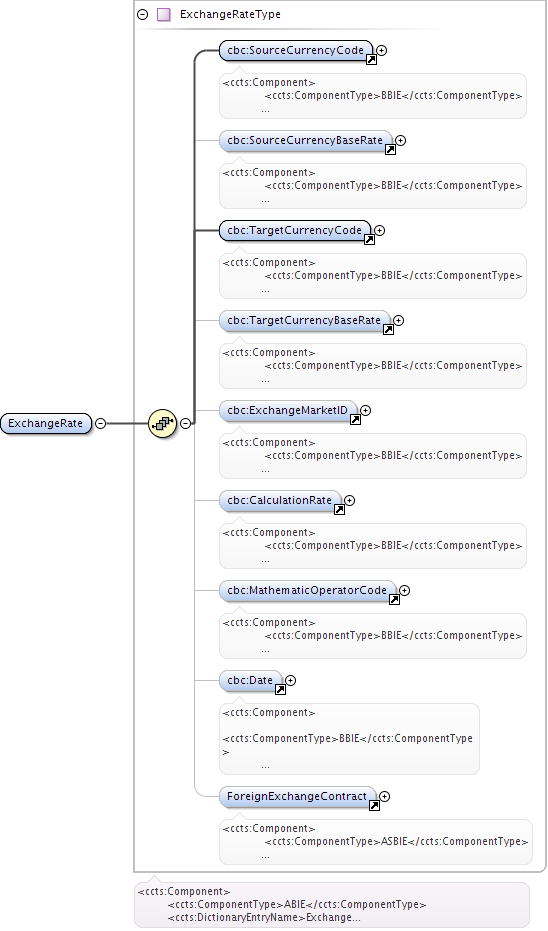 ExchangeRateType
cbc:SourceCurrencyCode
<ccts:Component>
<ccts:ComponentType>BBIE</ccts:ComponentType>
...
cbc:SourceCurrencyBaseRate
<ccts:Component>
<ccts:ComponentType>BBIE</ccts:ComponentType>
...
cbc:TargetCurrencyCode
<ccts:Component>
<ccts:ComponentType>BBIE</ccts:ComponentType>
...
cbc:TargetCurrencyBaseRate
<ccts:Component>
<ccts:ComponentType>BBIE</ccts:ComponentType>
...
ExchangeRate
cbc:ExchangeMarketID
<ccts:Component>
<ccts:ComponentType>BBIE</ccts:ComponentType>
...
cbc:CalculationRate
<ccts:Component>
<ccts:ComponentType>BBIE</ccts:ComponentType>
...
cbc:MathematicOperatorCode
<ccts:Component>
<ccts:ComponentType>BBIE</ccts:ComponentType>
...
cbc:Date
<ccts:Component>
<ccts:ComponentType>BBIE</ccts:ComponentType
>
...
ForeignExchangeContract
<ccts:Component>
<ccts:ComponentType>ASBIE</ccts:ComponentType>
...
<ccts:Component>
<ccts:ComponentType>ABIE</ccts:ComponentType>
<ccts:DictionaryEntryName>Exchange...